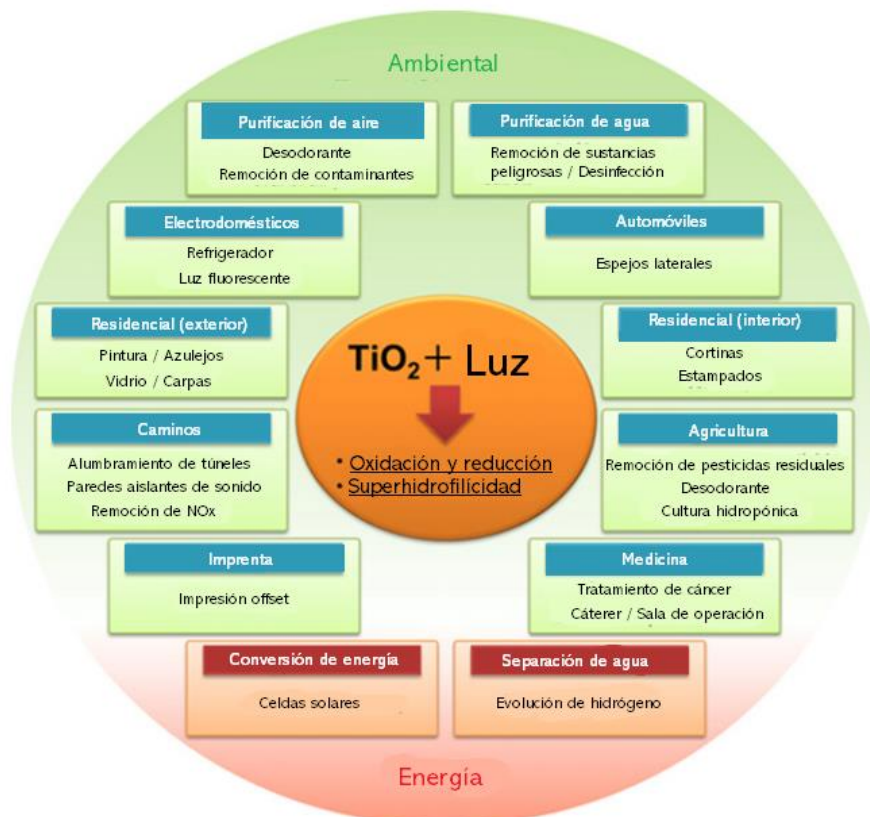 Ambiental
Purificación de aire
Desodorante
Remoción de contaminantes
Purificación de agua
Remoción de sustancias
peligrosas / Desinfección
Electrodomésticos
Refrigerador
Luz fluorescente
Automóviles
Espejos laterales
Residencial (exterior)
Pintura / Azulejos
Vidrio / Carpas
TiO₂ + Luz
• Oxidación y reducción
• Superhidrofilícidad
Residencial (interior)
Cortinas
Estampados
Caminos
Alumbramiento de túneles
Paredes aislantes de sonido
Remoción de NOx
Agricultura
Remoción de pesticidas residuales
Desodorante
Cultura hidropónica
Imprenta
Impresión offset
Medicina
Tratamiento de cáncer
Cáterer / Sala de operación
Conversión de energía
Celdas solares
Separación de agua
Evolución de hidrógeno
Energía